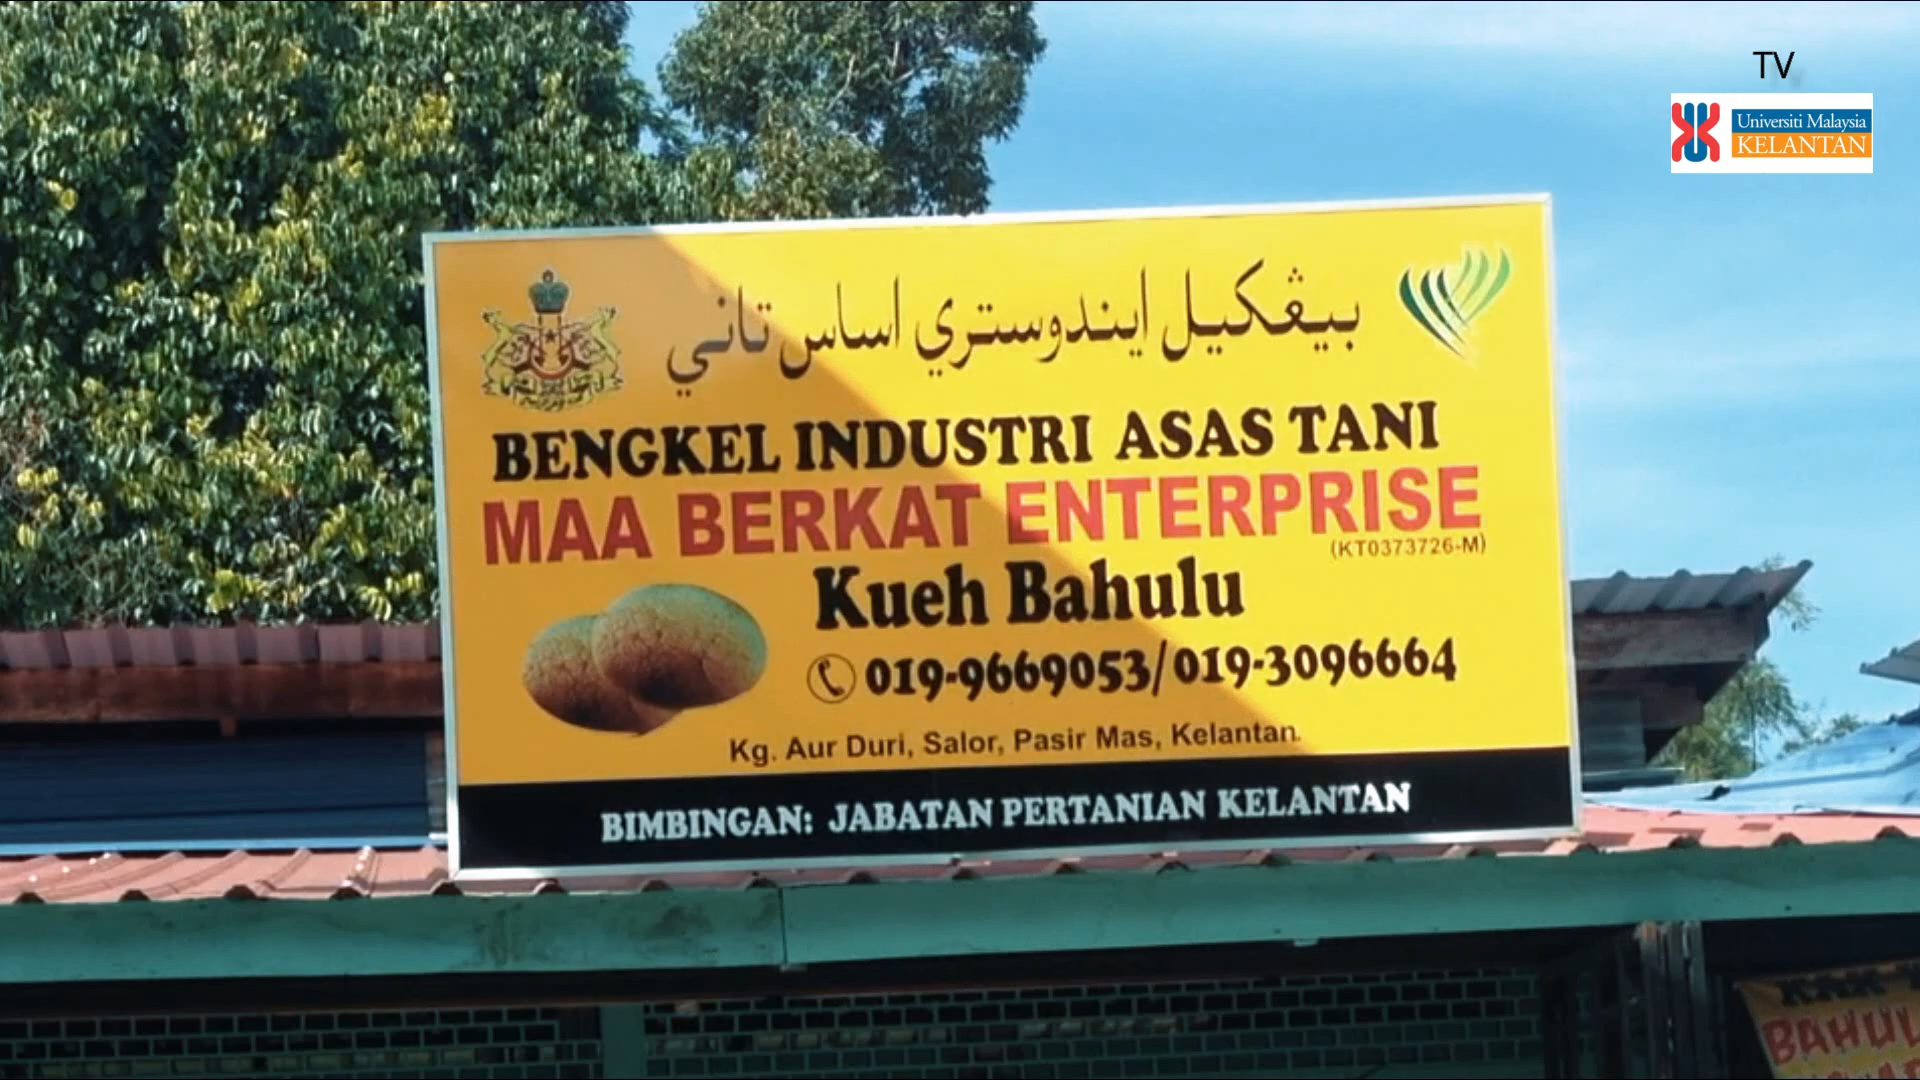 TV
Universiti Malaysia
KELANTAN
بيڠكيل ايندوستري اساس تاني
BENGKEL INDUSTRI ASAS TANI
MAA BERKAT ENTERPRISE
(KT0373726-M)
Kueh Bahulu
019-9669053/019-3096664
Kg. Aur Duri, Salor, Pasir Mas, Kelantan.
BIMBINGAN: JABATAN PERTANIAN KELANTAN